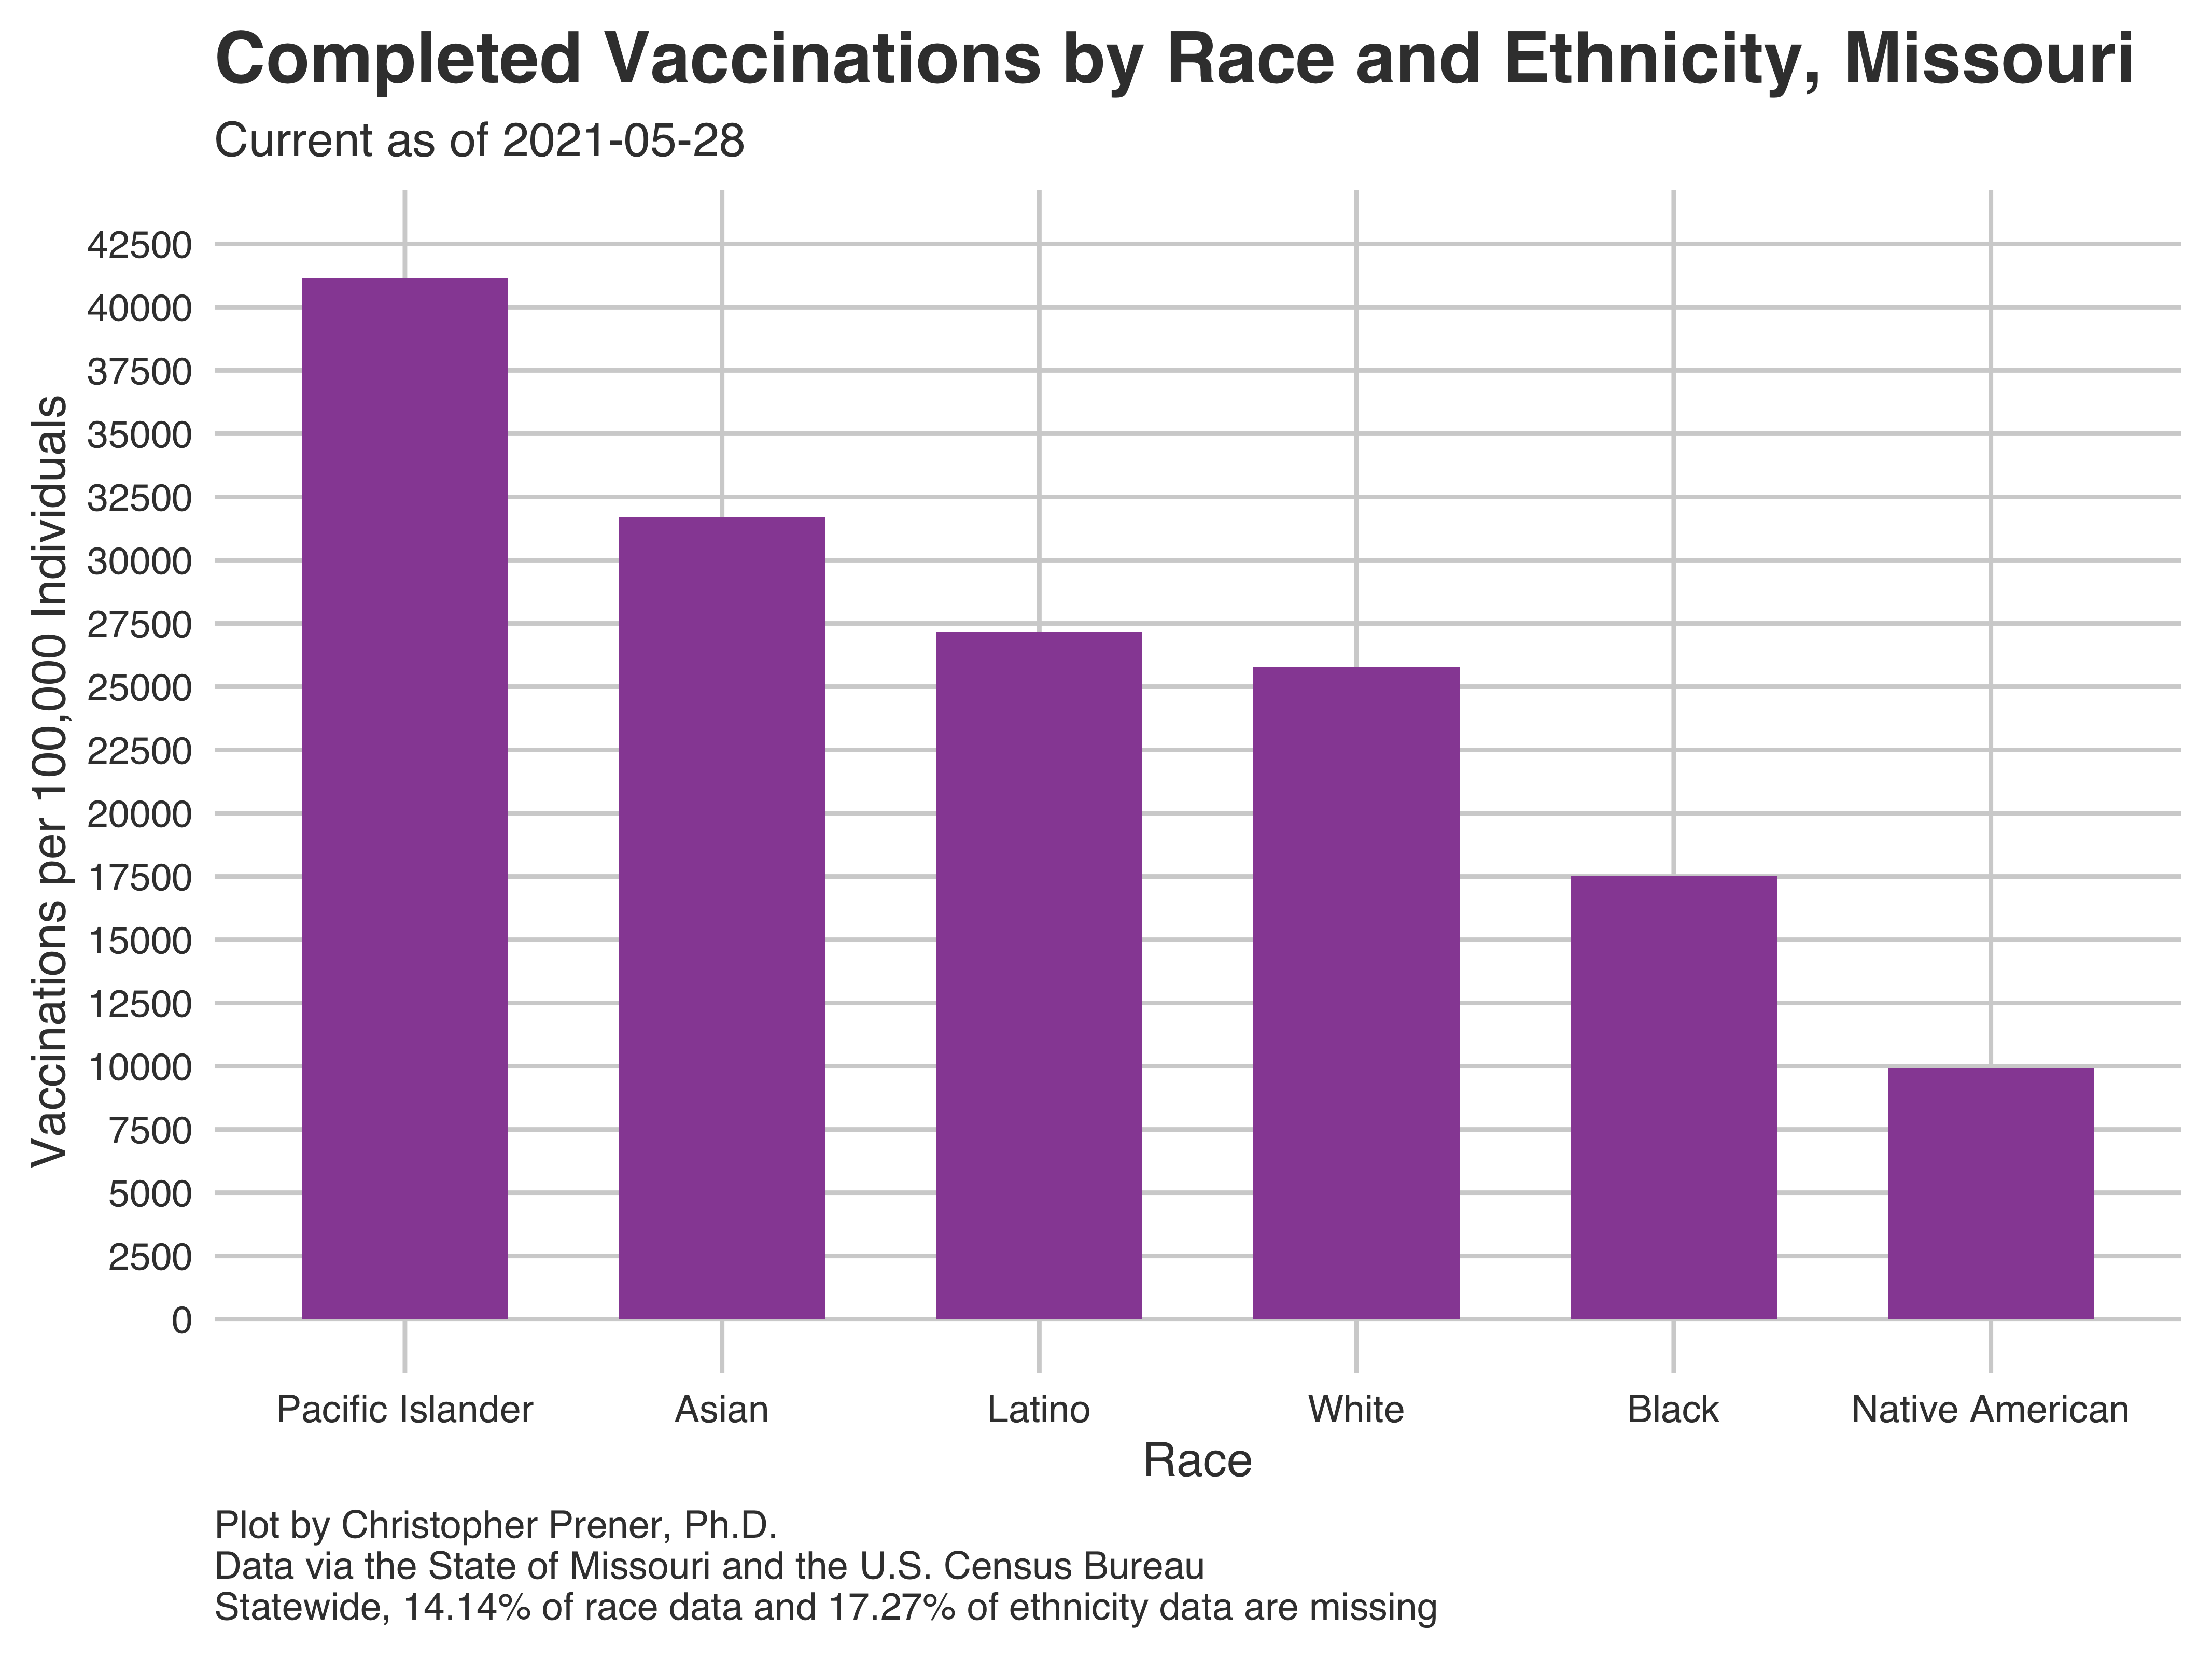 Completed Vaccinations by Race and Ethnicity, Missouri
Current as of 2021-05-28
Vaccinations per 100,000 Individuals
42500
40000
37500
35000
32500
30000
27500
25000
22500
20000
17500
15000
12500
10000
7500
5000
2500
0
Pacific Islander Asian Latino White Black Native American
Race
Plot by Christopher Prener, Ph.D.
Data via the State of Missouri and the U.S. Census Bureau
Statewide, 14.14% of race data and 17.27% of ethnicity data are missing